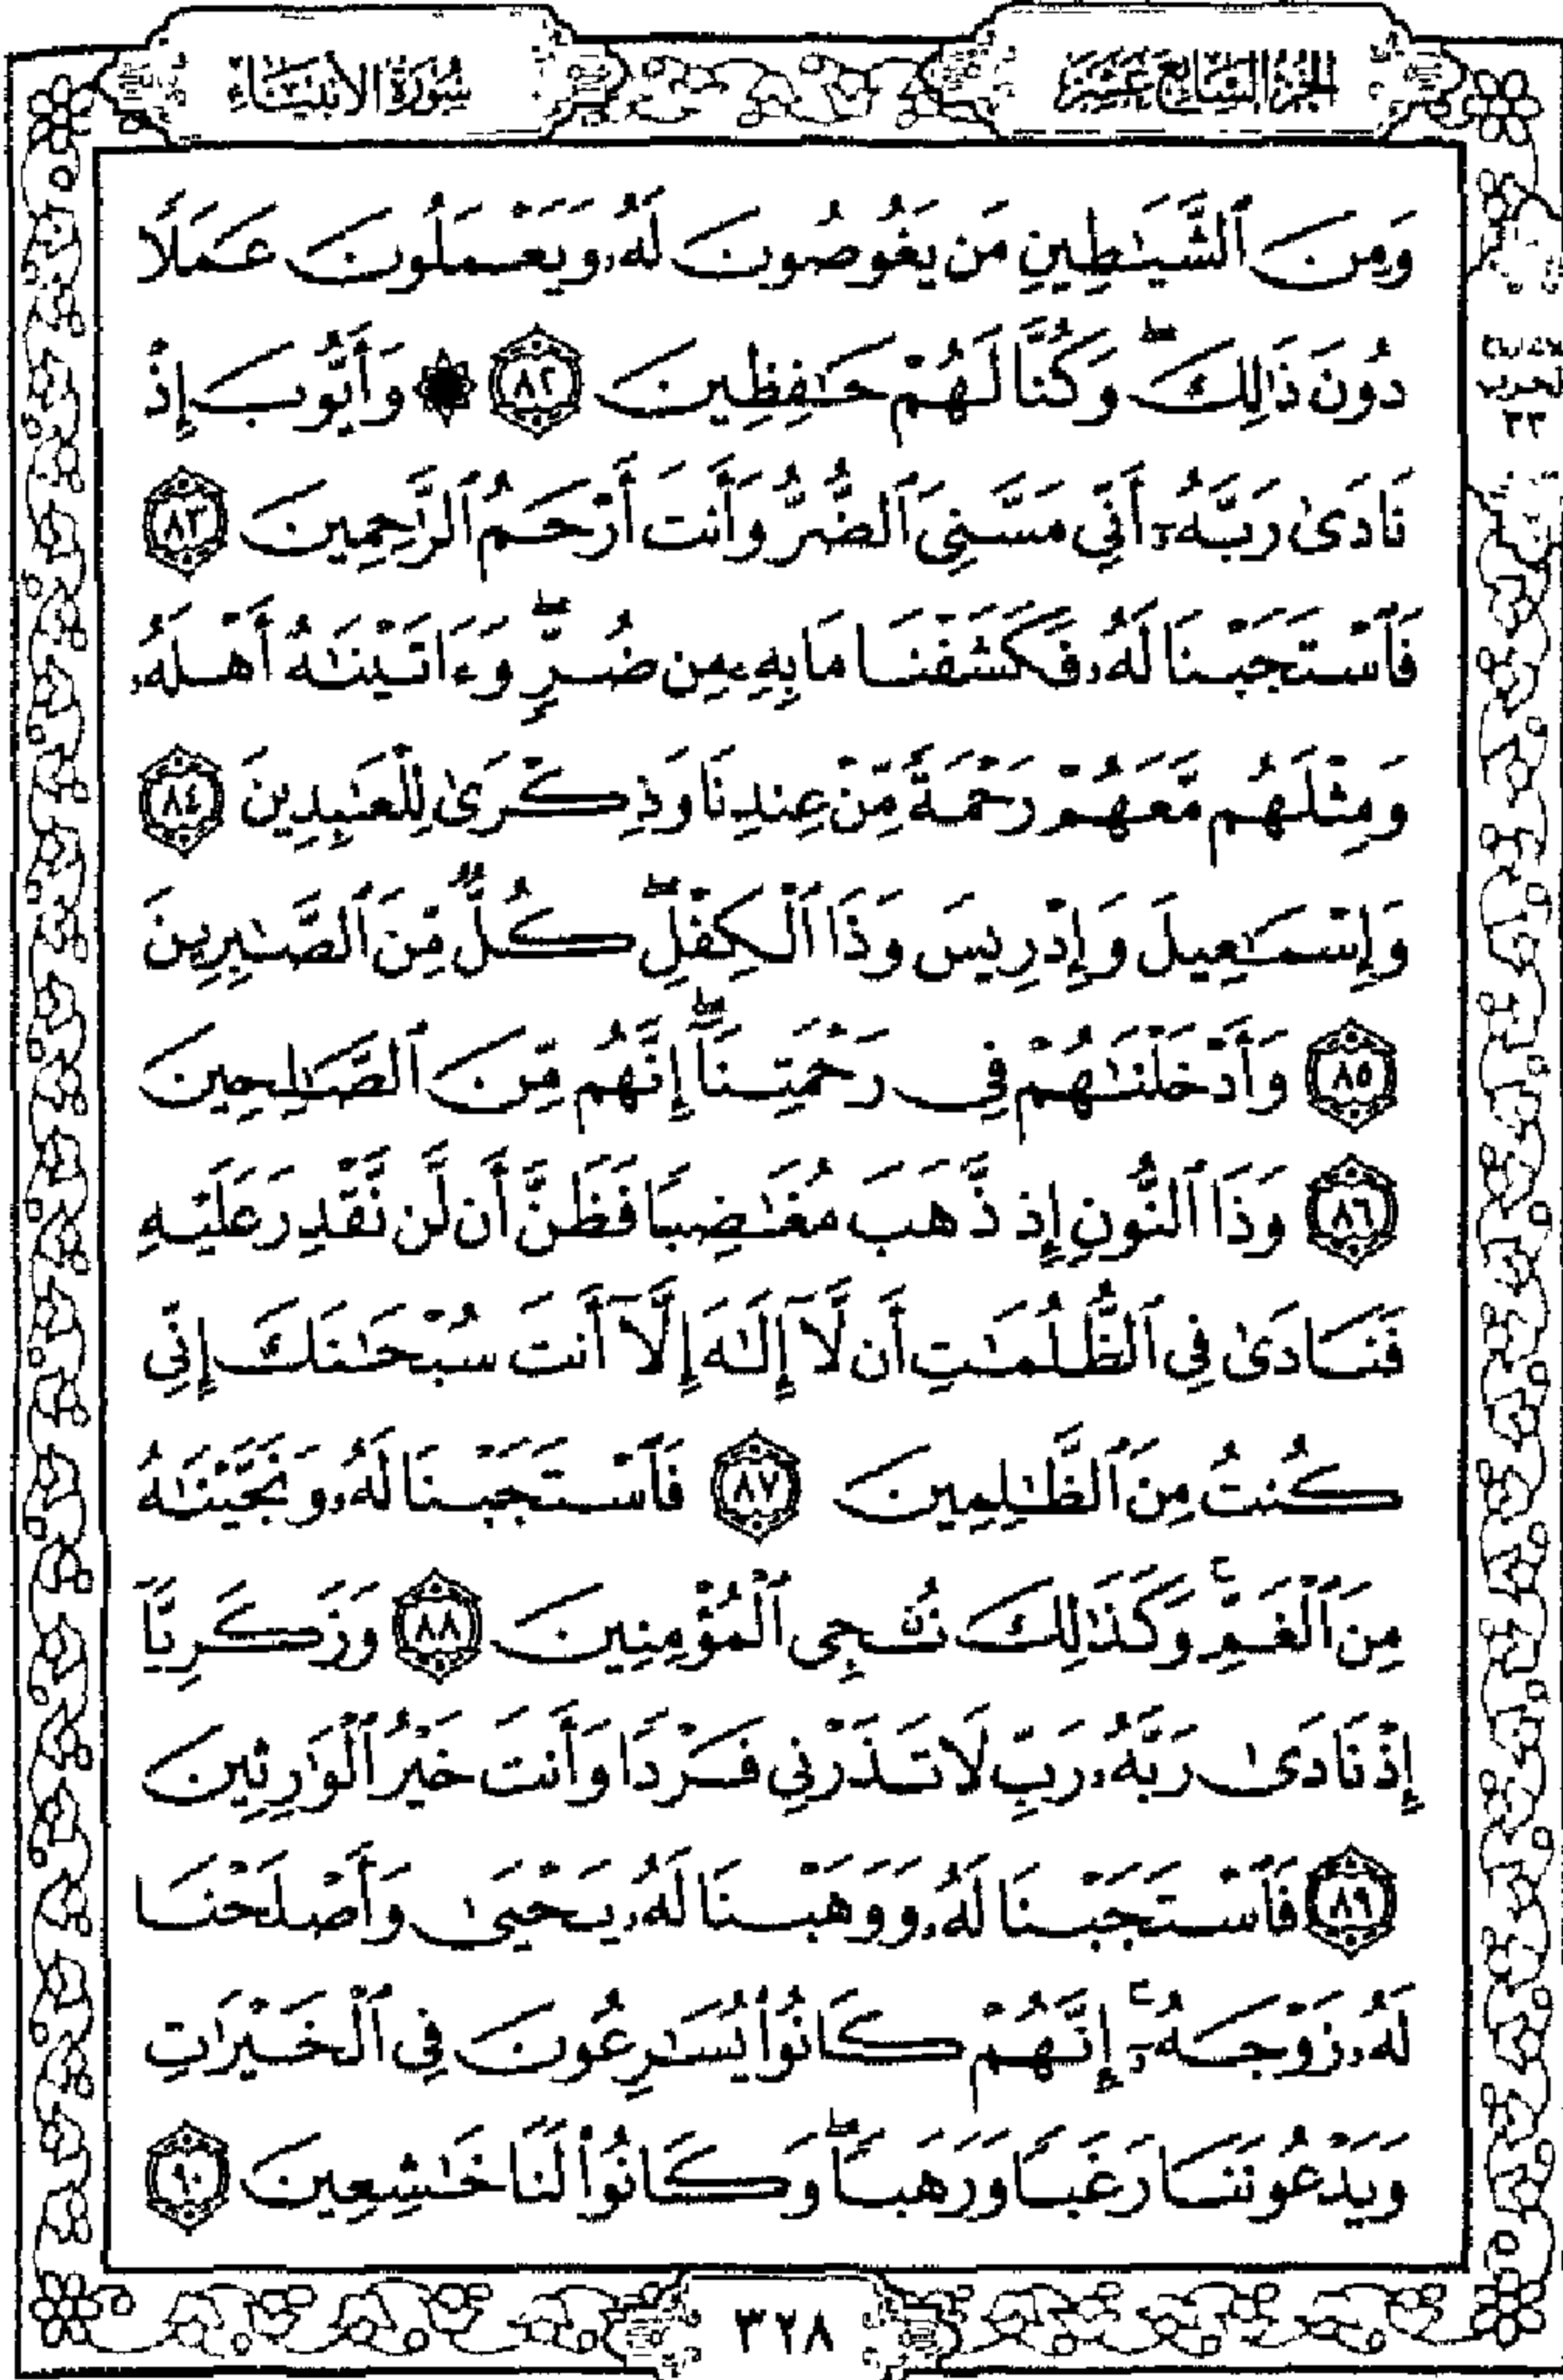 الجزء السابع عشر
سورة الأنبياء
وَمِنَ ٱلشَّيَٰطِينِ مَن يَغُوصُونَ لَهُۥ وَيَعْمَلُونَ عَمَلًا
دُونَ ذَٰلِكَ ۖ وَكُنَّا لَهُمْ حَٰفِظِينَ ٨٢ ۞ وَأَيُّوبَ إِذْ
نَادَىٰ رَبَّهُۥٓ أَنِّي مَسَّنِيَ ٱلضُّرُّ وَأَنتَ أَرْحَمُ ٱلرَّٰحِمِينَ ٨٣
فَٱسْتَجَبْنَا لَهُۥ فَكَشَفْنَا مَا بِهِۦ مِن ضُرٍّ ۖ وَءَاتَيْنَٰهُ أَهْلَهُۥ
وَمِثْلَهُم مَّعَهُمْ رَحْمَةً مِّنْ عِندِنَا وَذِكْرَىٰ لِلْعَٰبِدِينَ ٨٤
وَإِسْمَٰعِيلَ وَإِدْرِيسَ وَذَا ٱلْكِفْلِ ۖ كُلٌّ مِّنَ ٱلصَّٰبِرِينَ
٨٥ وَأَدْخَلْنَٰهُمْ فِي رَحْمَتِنَآ ۖ إِنَّهُم مِّنَ ٱلصَّٰلِحِينَ
٨٦ وَذَا ٱلنُّونِ إِذ ذَّهَبَ مُغَٰضِبًا فَظَنَّ أَن لَّن نَّقْدِرَ عَلَيْهِ
فَنَادَىٰ فِي ٱلظُّلُمَٰتِ أَن لَّآ إِلَٰهَ إِلَّآ أَنتَ سُبْحَٰنَكَ إِنِّي
كُنتُ مِنَ ٱلظَّٰلِمِينَ ٨٧ فَٱسْتَجَبْنَا لَهُۥ وَنَجَّيْنَٰهُ
مِنَ ٱلْغَمِّ ۚ وَكَذَٰلِكَ نُـۨجِي ٱلْمُؤْمِنِينَ ٨٨ وَزَكَرِيَّآ
إِذْ نَادَىٰ رَبَّهُۥ رَبِّ لَا تَذَرْنِي فَرْدًا وَأَنتَ خَيْرُ ٱلْوَٰرِثِينَ
٨٩ فَٱسْتَجَبْنَا لَهُۥ وَوَهَبْنَا لَهُۥ يَحْيَىٰ وَأَصْلَحْنَا
لَهُۥ زَوْجَهُۥٓ ۚ إِنَّهُمْ كَانُوا۟ يُسَٰرِعُونَ فِي ٱلْخَيْرَٰتِ
وَيَدْعُونَنَا رَغَبًا وَرَهَبًا ۖ وَكَانُوا۟ لَنَا خَٰشِعِينَ ٩٠
٣٢٨